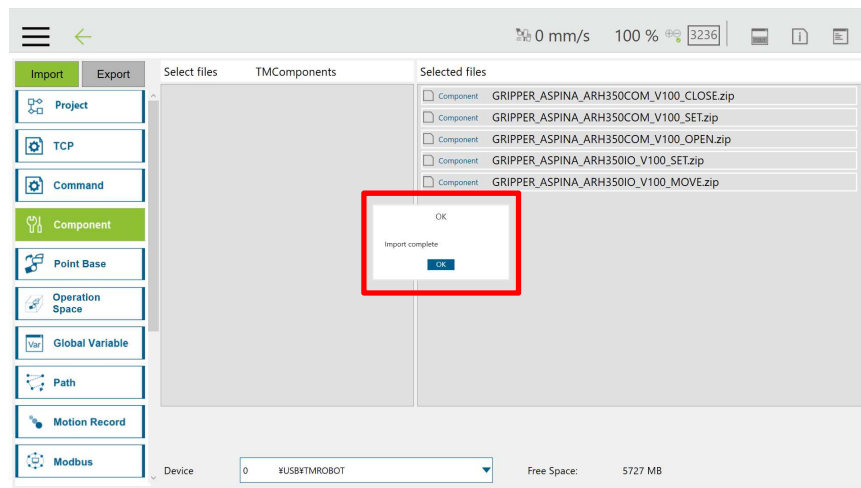 0 mm/s 100 % 3236
Import Export
Select files TMComponents
Selected files
Project
TCP
Command
Component
Point Base
Operation
Space
Var Global Variable
Path
Motion Record
Modbus
Component GRIPPER_ASPINA_ARH350COM_V100_CLOSE.zip
Component GRIPPER_ASPINA_ARH350COM_V100_SET.zip
Component GRIPPER_ASPINA_ARH350COM_V100_OPEN.zip
Component GRIPPER_ASPINA_ARH350IO_V100_SET.zip
Component GRIPPER_ASPINA_ARH350IO_V100_MOVE.zip
OK
Import complete
OK
Device 0 ¥USB¥TMROBOT Free Space: 5727 MB